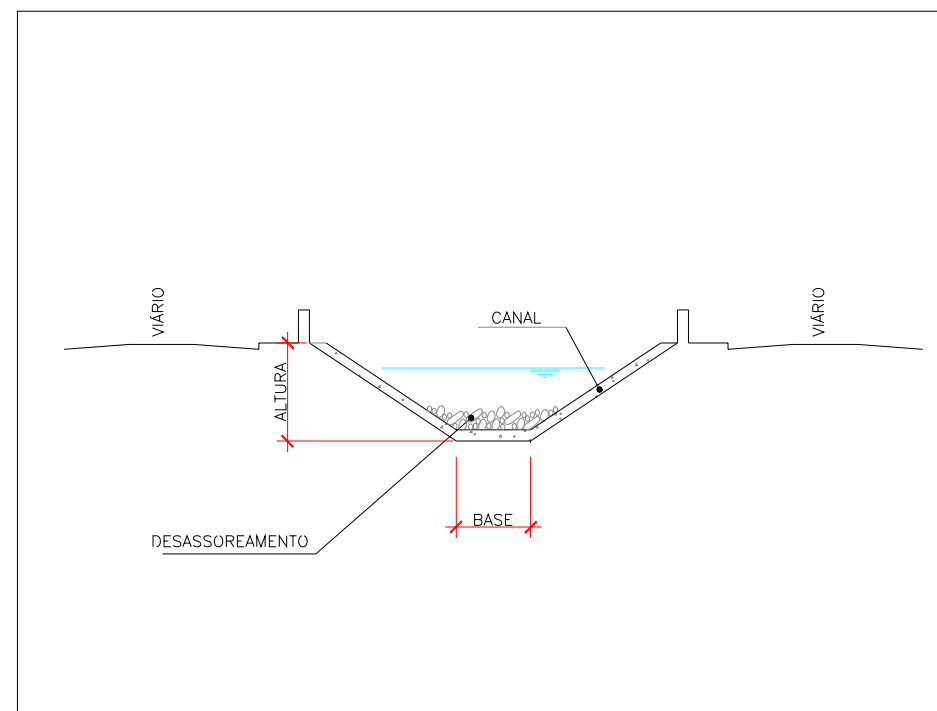 VIÁRIO
VIÁRIO
CANAL
ALTURA
BASE
DESASSOREAMENTO